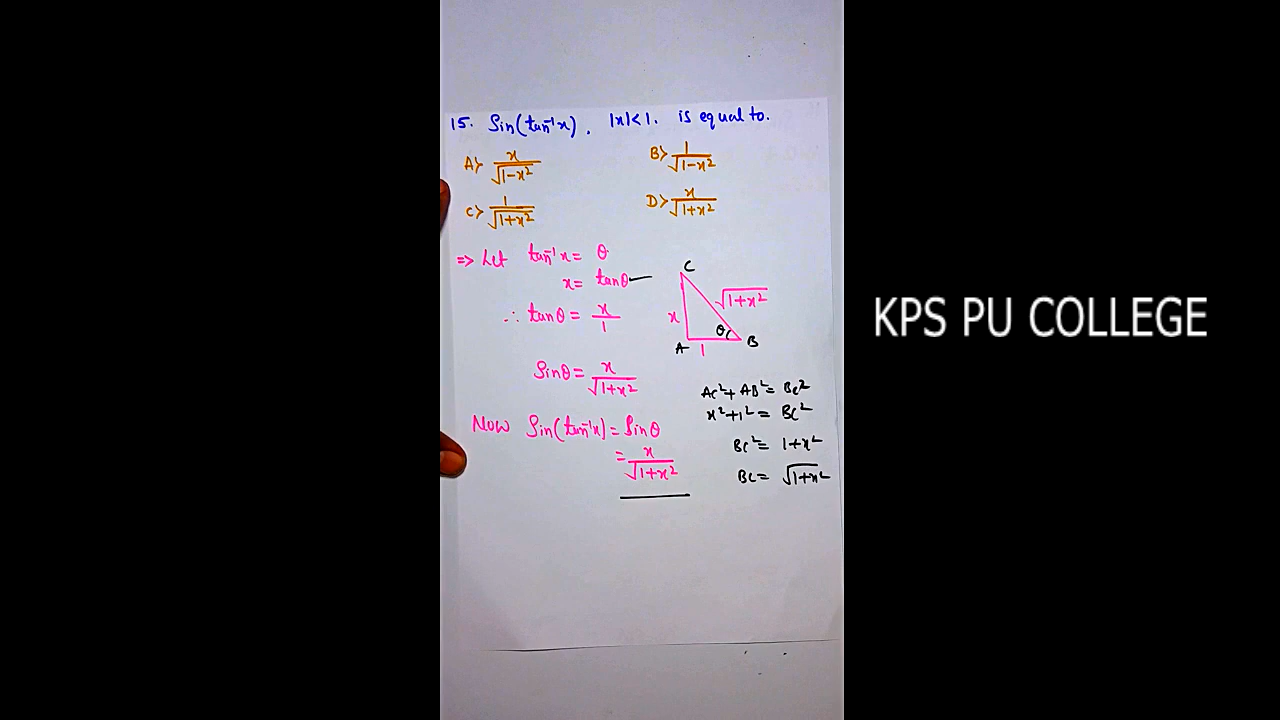 15. Sin(tan⁻¹x), |x|<1. is equal to.
A> x/√(1-x²) B> 1/√(1-x²)
C> 1/√(1+x²) D> x/√(1+x²)
=> Let tan⁻¹x = θ
x = tanθ
∴ tanθ = x/1
Sinθ = x/√(1+x²)
Now Sin(tan⁻¹x) = Sinθ
= x/√(1+x²)
C
√(1+x²)
x
θ
A
1
B
AC²+AB² = BC²
x²+1² = BC²
BC² = 1+x²
BC = √(1+x²)
KPS PU COLLEGE